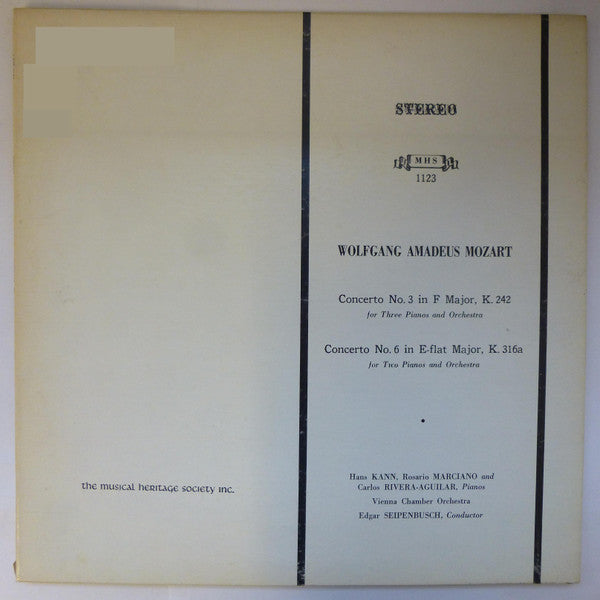 STEREO
MHS
1123
WOLFGANG AMADEUS MOZART
Concerto No. 3 in F Major, K. 242
for Three Pianos and Orchestra
Concerto No. 6 in E-flat Major, K. 316a
for Two Pianos and Orchestra
Hans KANN, Rosario MARCIANO and
Carlos RIVERA-AGUILAR, Pianos
Vienna Chamber Orchestra
Edgar SEIPENBUSCH, Conductor
the musical heritage society inc.